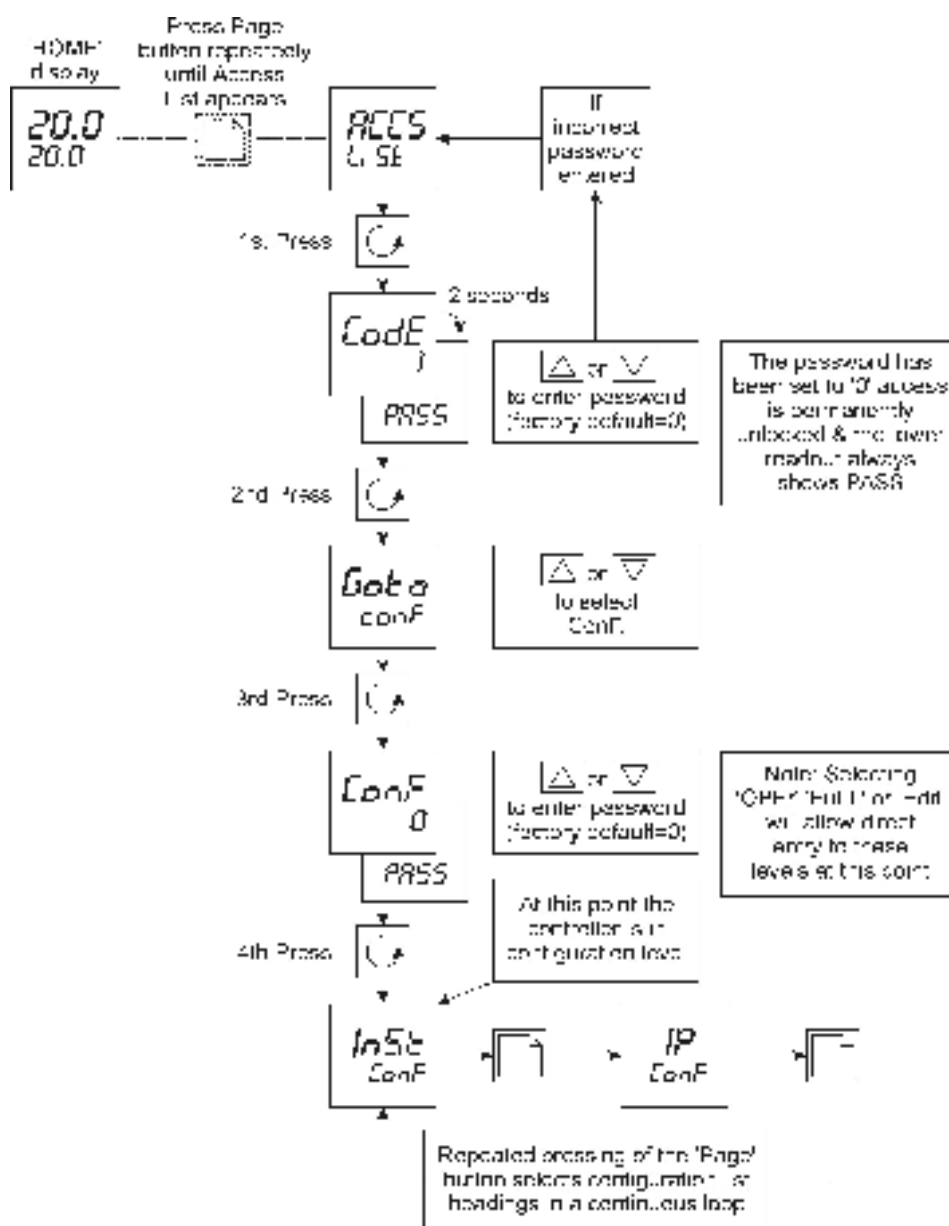 'HOME'
display
Press Page
button repeatedly
until Access
List appears
20.0
20.0
ACCS
LiSt
If
incorrect
password
entered
1st Press
CodE
2 seconds
PASS
or
to enter password
(factory default=0)
The password has
been set to '0' access
is permanently
unlocked & the lower
readout always
shows PASS
2nd Press
Goto
conF
or
to select
ConF.
3rd Press
ConF
0
PASS
or
to enter password
(factory default=0)
Note: Selecting
or Edit
will allow direct
entry to these
levels at this point
At this point the
controller is in
configuration level
4th Press
InSt
ConF
IP
ConF
Repeated pressing of the 'Page'
button selects configuration list
headings in a continuous loop